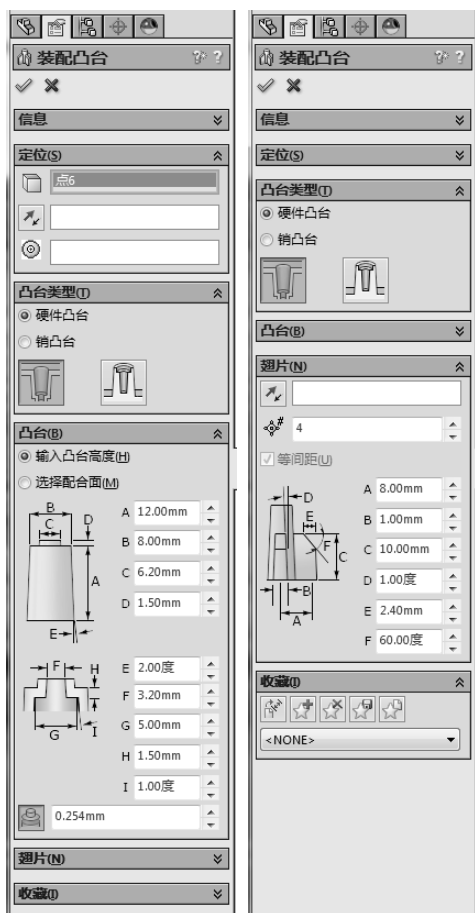 装配凸台
?
信息
定位(S)
点6
凸台类型(T)
硬件凸台
销凸台
凸台(B)
输入凸台高度(H)
选择配合面(M)
B
C
D
A
E
A 12.00mm
B 8.00mm
C 6.20mm
D 1.50mm
F
H
G
I
E 2.00度
F 3.20mm
G 5.00mm
H 1.50mm
I 1.00度
0.254mm
翅片(N)
收藏(I)
装配凸台
?
信息
定位(S)
凸台类型(T)
硬件凸台
销凸台
凸台(B)
翅片(N)
#
4
等间距(U)
D
E
F
C
B
A
A 8.00mm
B 1.00mm
C 10.00mm
D 1.00度
E 2.40mm
F 60.00度
收藏(I)
<NONE>